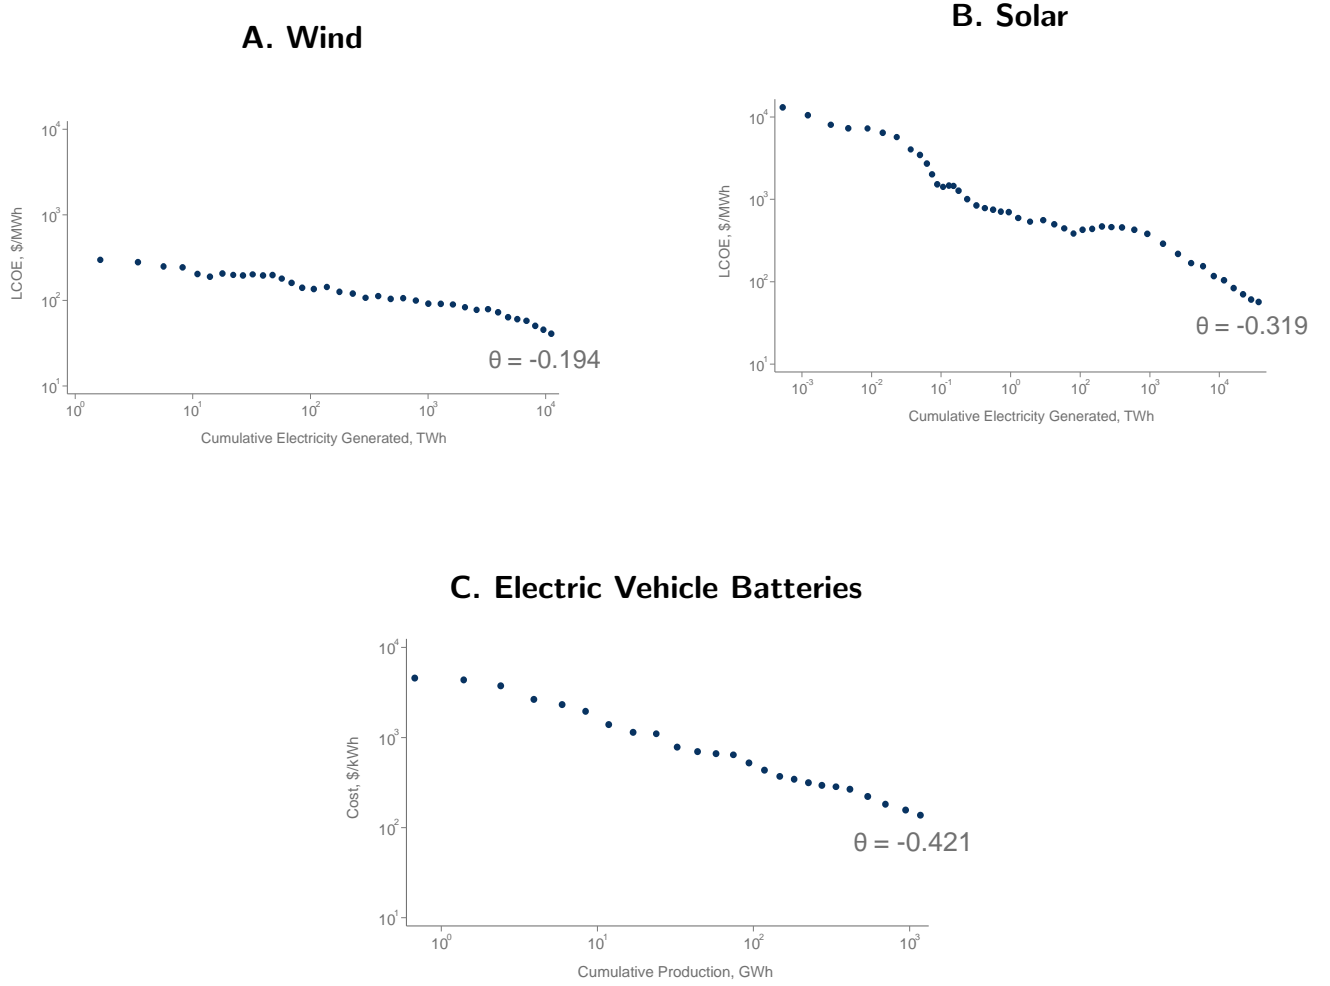 A. Wind
10⁴
10³
10²
10¹
LCOE, $/MWh
10⁰ 10¹ 10² 10³ 10⁴
Cumulative Electricity Generated, TWh
θ = -0.194
B. Solar
10⁴
10³
10²
10¹
LCOE, $/MWh
10⁻³ 10⁻² 10⁻¹ 10⁰ 10² 10³ 10⁴
Cumulative Electricity Generated, TWh
θ = -0.319
C. Electric Vehicle Batteries
10⁴
10³
10²
10¹
Cost, $/kWh
10⁰ 10¹ 10² 10³
Cumulative Production, GWh
θ = -0.421